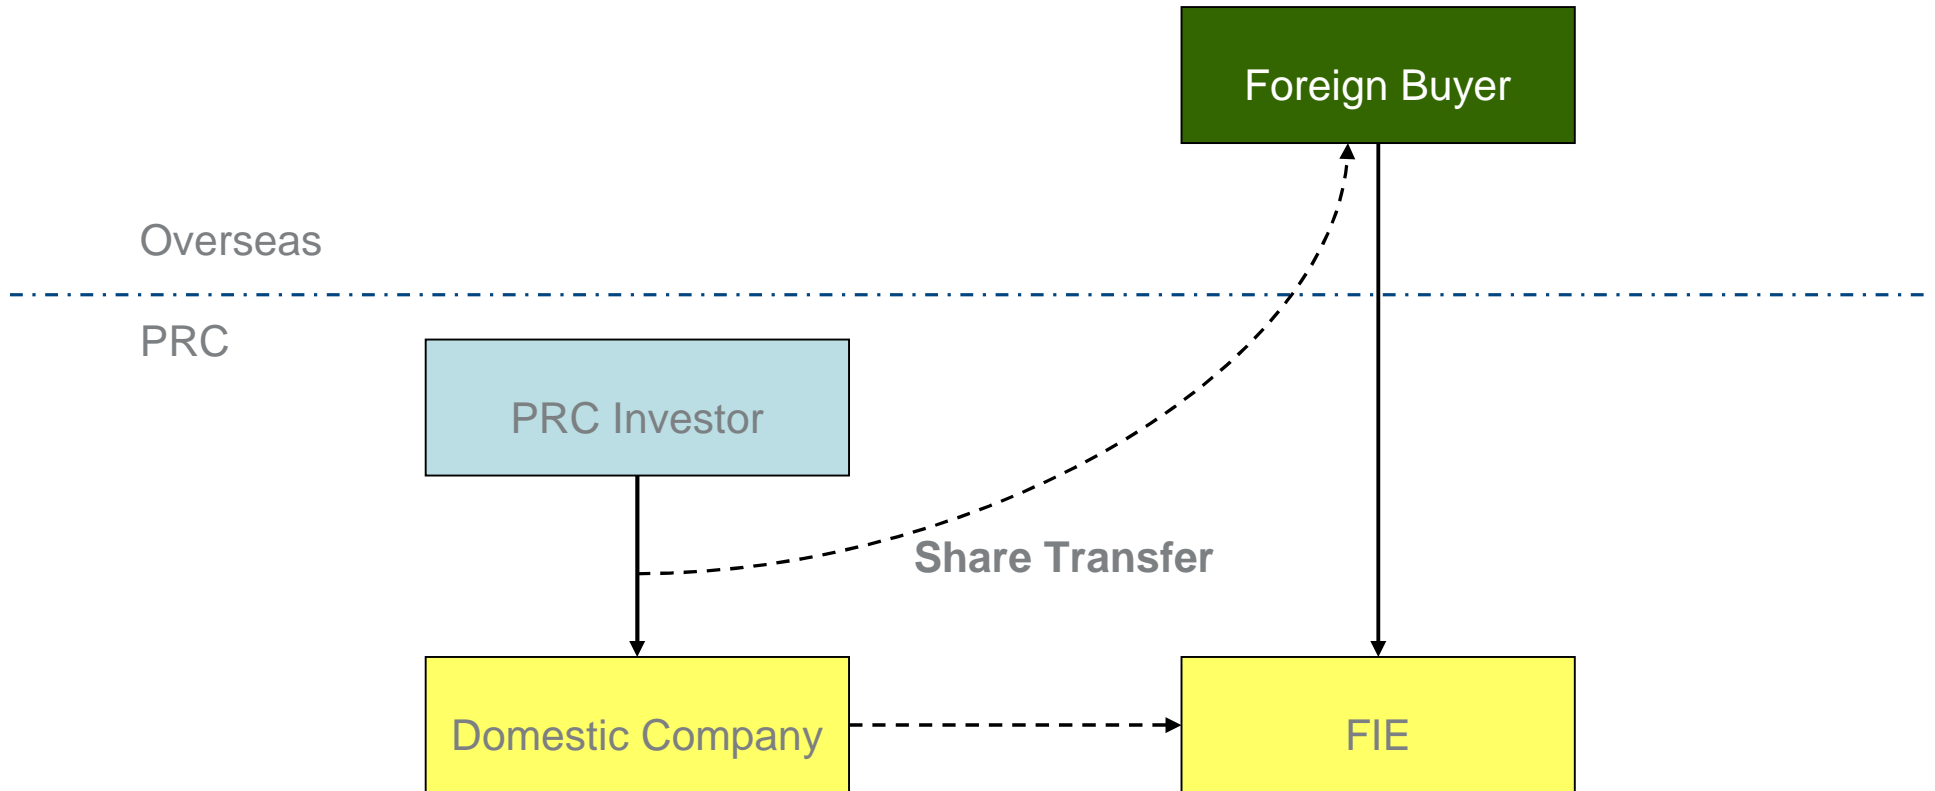 Foreign Buyer
Overseas
PRC
PRC Investor
Share Transfer
Domestic Company
FIE